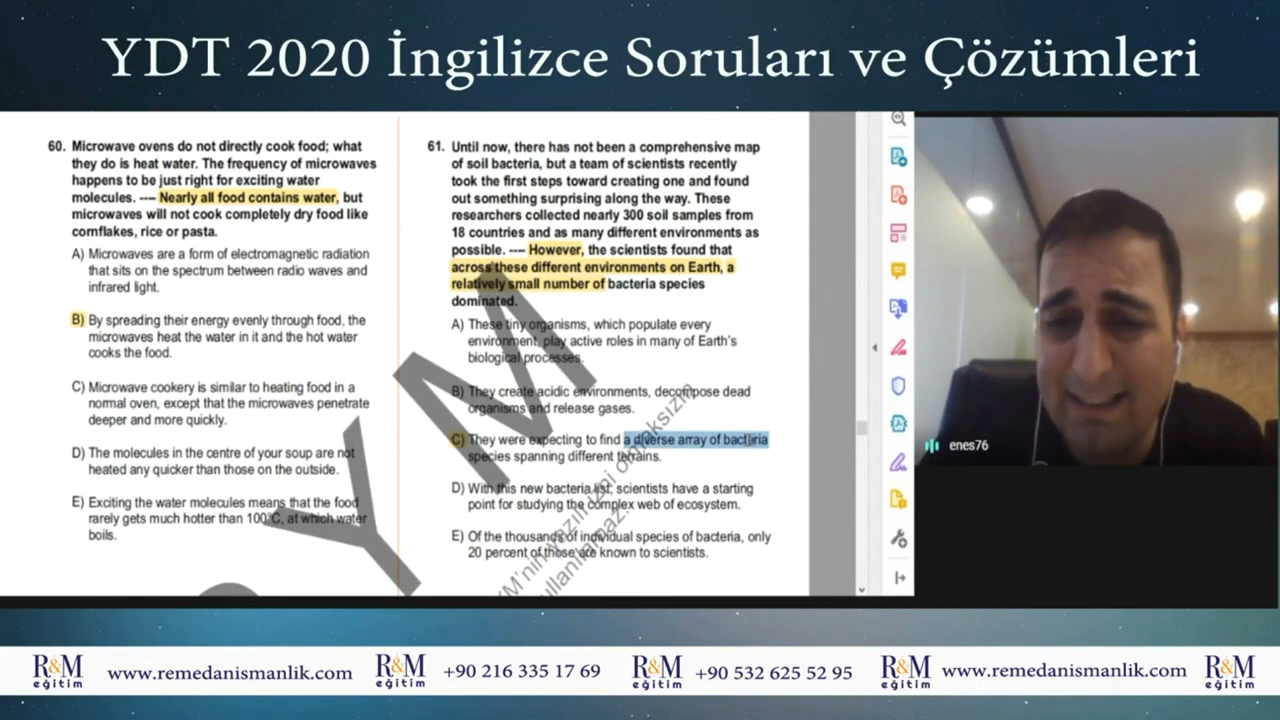 YDT 2020 İngilizce Soruları ve Çözümleri
60. Microwave ovens do not directly cook food; what
they do is heat water. The frequency of microwaves
happens to be just right for exciting water
molecules. ---- Nearly all food contains water, but
microwaves will not cook completely dry food like
cornflakes, rice or pasta.
A) Microwaves are a form of electromagnetic radiation
that sits on the spectrum between radio waves and
infrared light.
B) By spreading their energy evenly through food, the
microwaves heat the water in it and the hot water
cooks the food.
C) Microwave cookery is similar to heating food in a
normal oven, except that the microwaves penetrate
deeper and more quickly.
D) The molecules in the centre of your soup are not
heated any quicker than those on the outside.
E) Exciting the water molecules means that the food
rarely gets much hotter than 100°C, at which water
boils.
61. Until now, there has not been a comprehensive map
of soil bacteria, but a team of scientists recently
took the first steps toward creating one and found
out something surprising along the way. These
researchers collected nearly 300 soil samples from
18 countries and as many different environments as
possible. ---- However, the scientists found that
across these different environments on Earth, a
relatively small number of bacteria species
dominated.
A) These tiny organisms, which populate every
environment, play active roles in many of Earth's
biological processes.
B) They create acidic environments, decompose dead
organisms and release gases.
C) They were expecting to find a diverse array of bacteria
species spanning different terrains.
D) With this new bacteria list, scientists have a starting
point for studying the complex web of ecosystem.
E) Of the thousands of individual species of bacteria, only
20 percent of those are known to scientists.
YM
M'nin yazılı izni olmaksızın
ullanılamaz.
enes76
R&M
eğitim
www.remedanismanlik.com
R&M
eğitim
+90 216 335 17 69
R&M
eğitim
+90 532 625 52 95
R&M
eğitim
www.remedanismanlik.com
R&M
eğitim